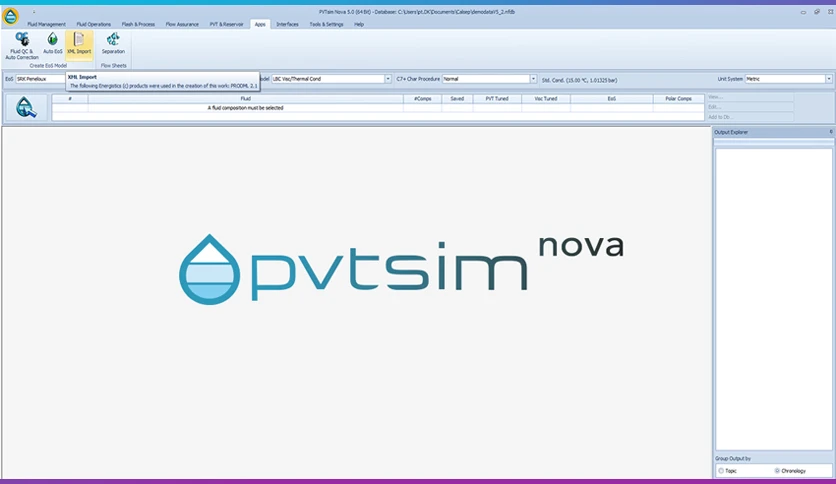 PVTsim Nova 5.0 (64 Bit) - Database: C:\Users\pt.DK\Documents\Calsep\demodataV5_2.nfdb
Fluid Management Fluid Operations Flash & Process Flow Assurance PVT & Reservoir Apps Interfaces Tools & Settings Help
Fluid QC & Auto Correction
Auto EoS
XML Import
Separation
Create EoS Model Flow Sheets
EoS SRK Peneloux
LBC Visc/Thermal Cond C7+ Char Procedure Normal Std. Cond (15.00 °C, 1.01325 bar) Unit System Metric
XML Import
The following Energistics (c) products were used in the creation of this work: PRODML 2.1
# Fluid #Comps Saved PVT Tuned Visc Tuned EoS Polar Comps
A fluid composition must be selected
View...
Edit...
Add to Db...
Output Explorer
pvtsim nova
Group Output by
Topic Chronology